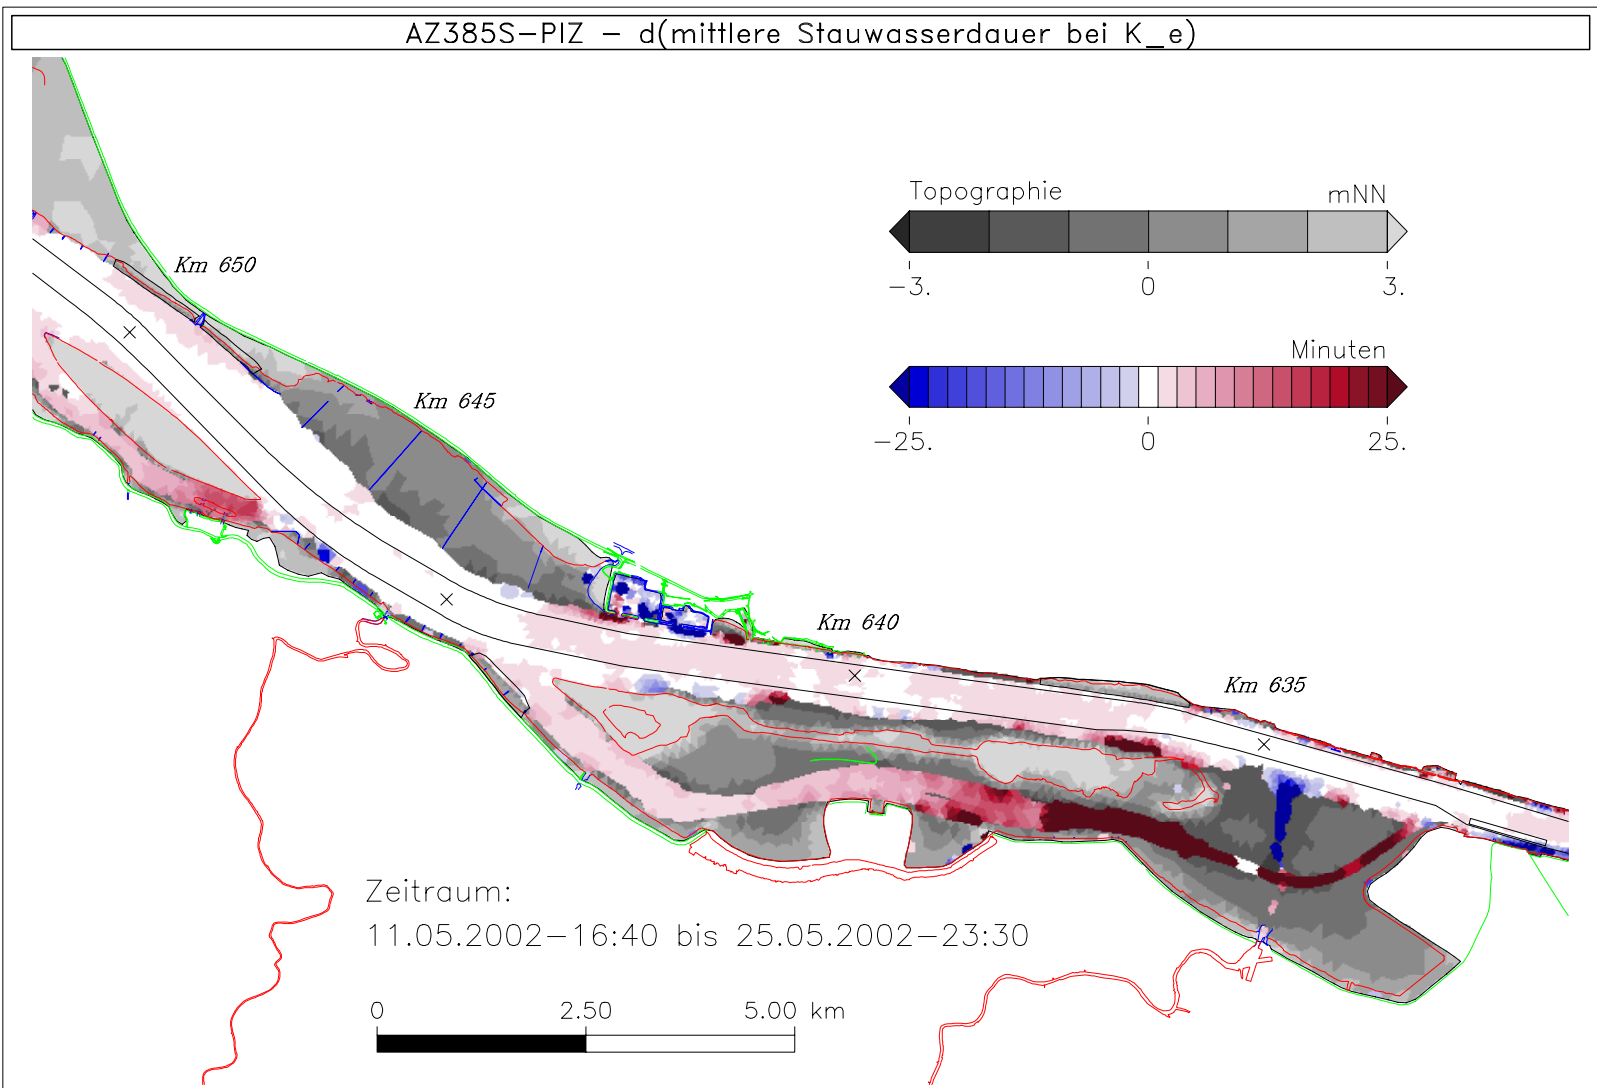 AZ385S-PIZ - d(mittlere Stauwasserdauer bei K_e)
Topographie mNN
-3. 0 3.
Km 650
Minuten
-25. 0 25.
Km 645
Km 640
Km 635
Zeitraum:
11.05.2002-16:40 bis 25.05.2002-23:30
0 2.50 5.00 km